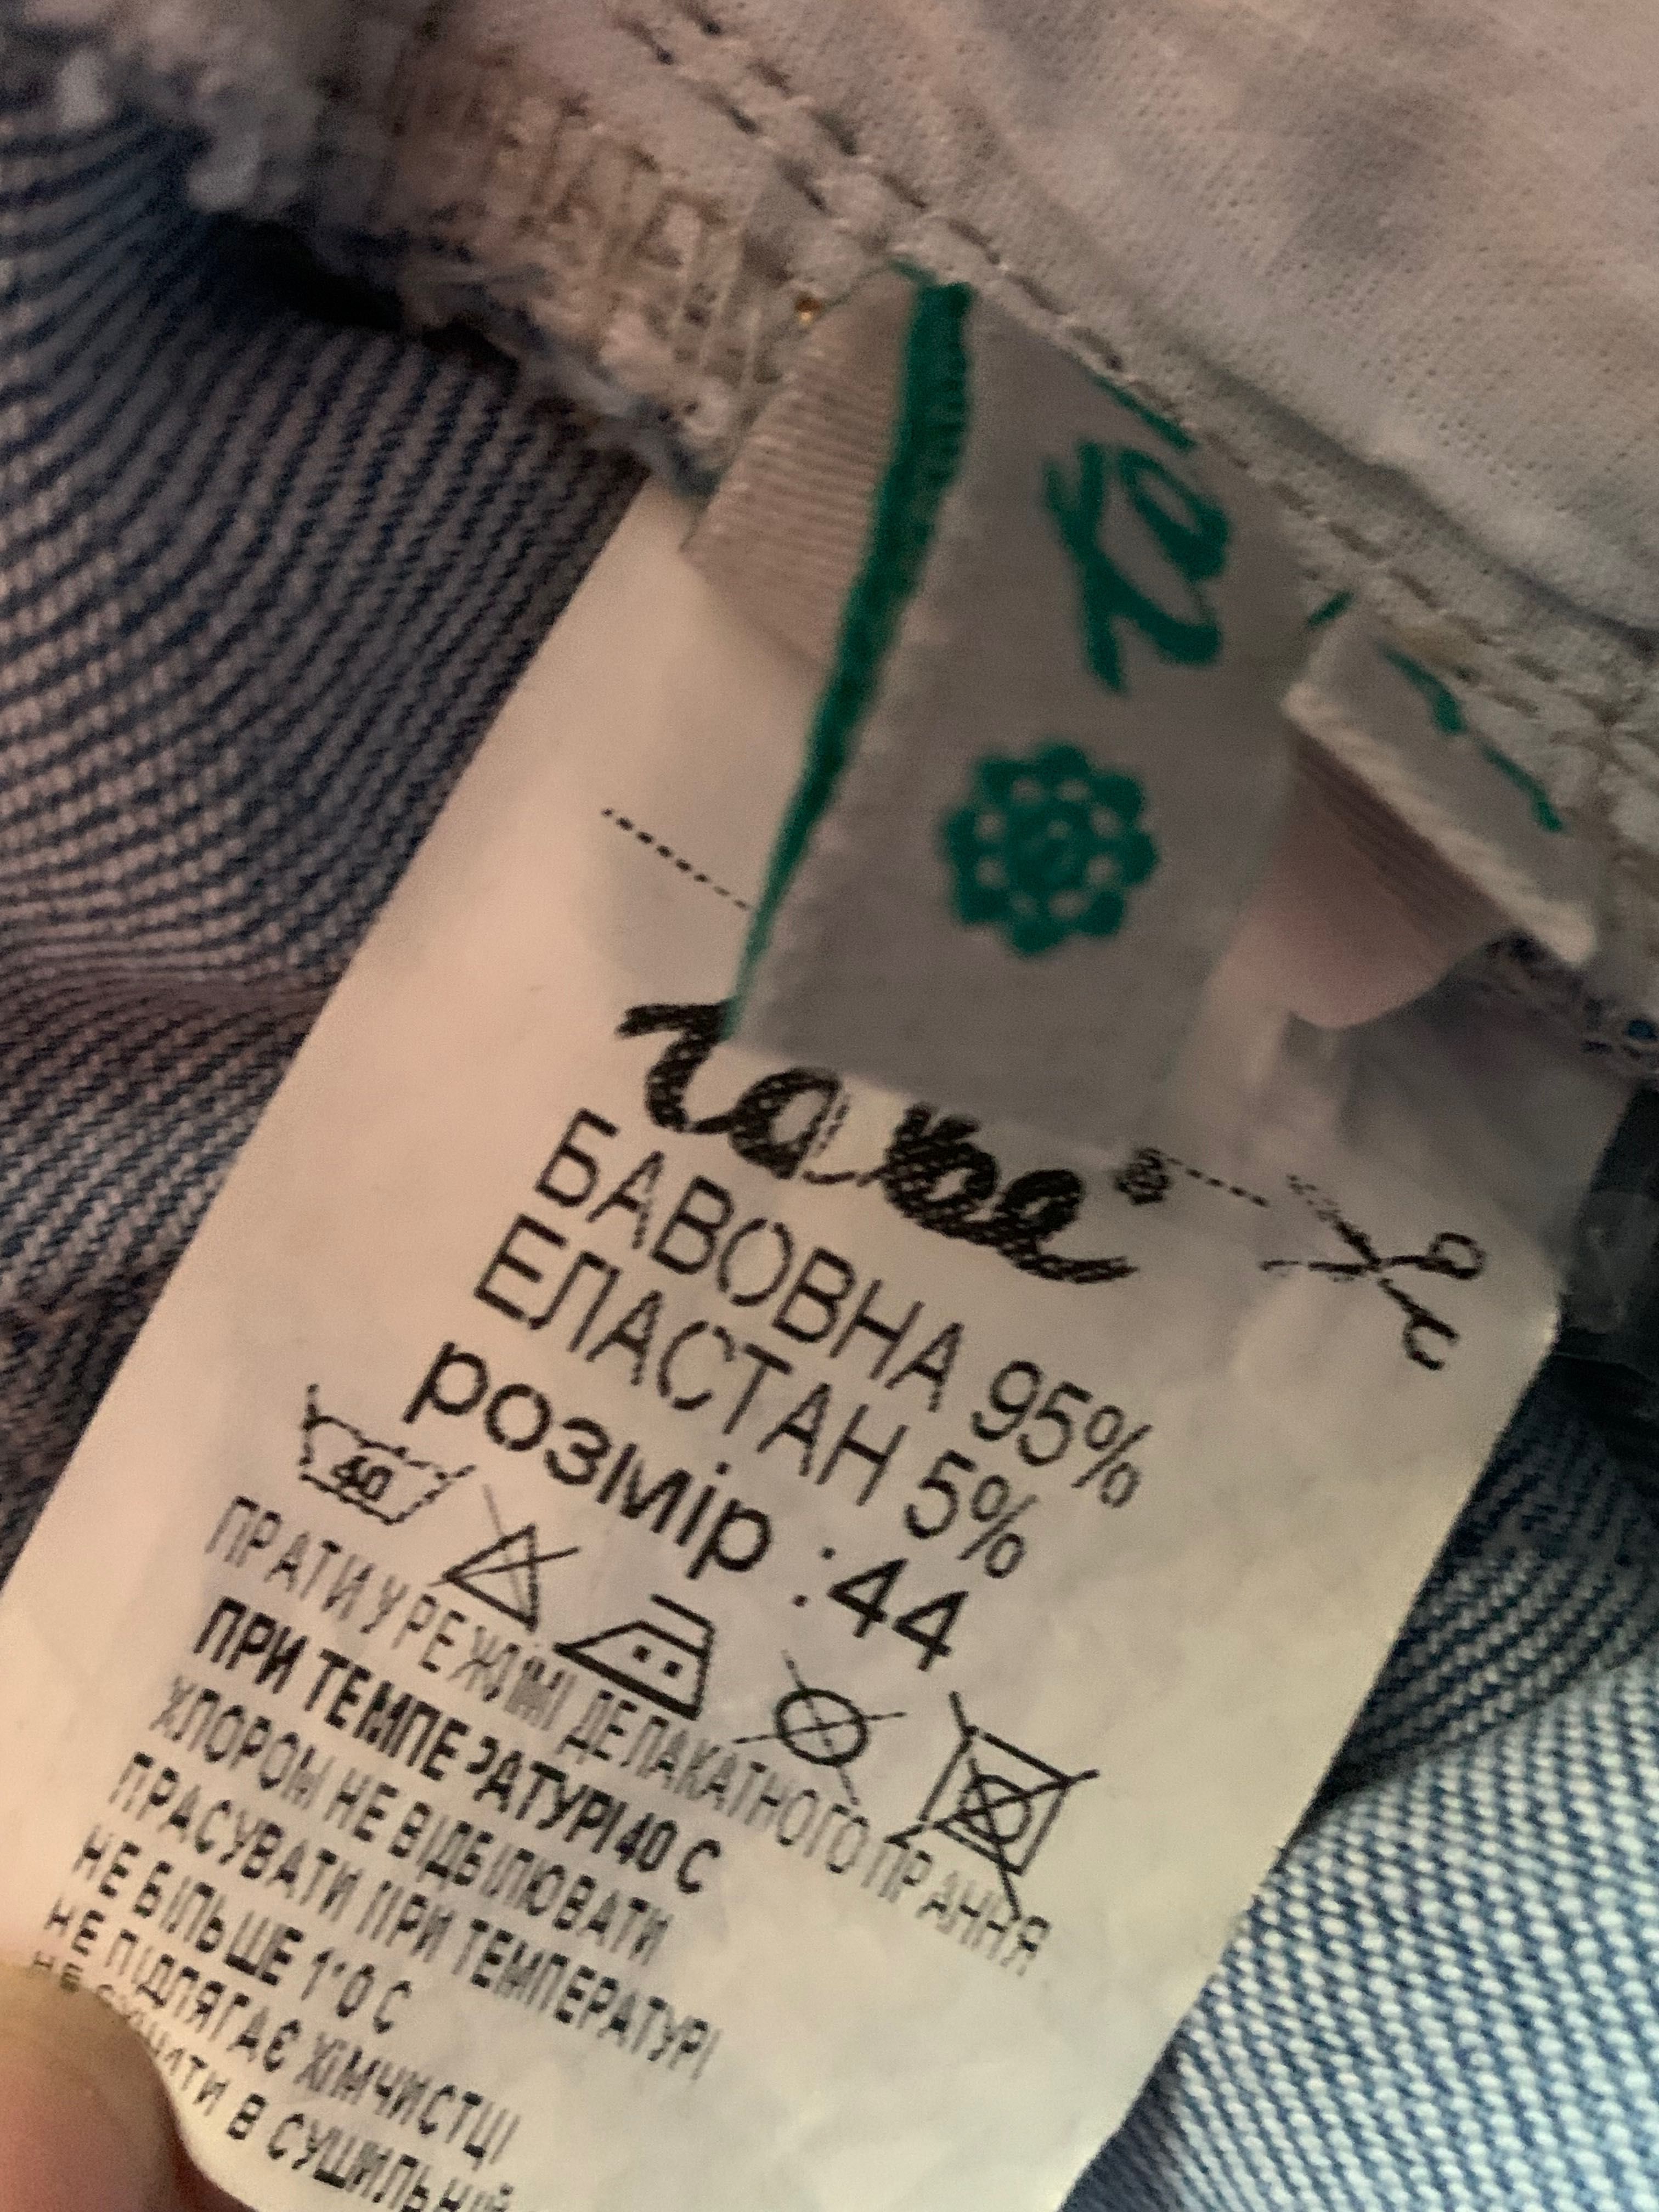 БАВОВНА 95%
ЕЛАСТАН 5%
розмір : 44
40
ПРАТИ У РЕЖИМІ ДЕЛАКАТНОГО ПРАННЯ
ПРИ ТЕМПЕРАТУРІ 40 С
ХЛОРОМ НЕ ВІДБІЛЮВАТИ
ПРАСУВАТИ ПРИ ТЕМПЕРАТУРІ
НЕ БІЛЬШЕ 1*0 С
НЕ ПІДЛЯГАЄ ХІМЧИСТЦІ
В СУШИЛЬНІЙ